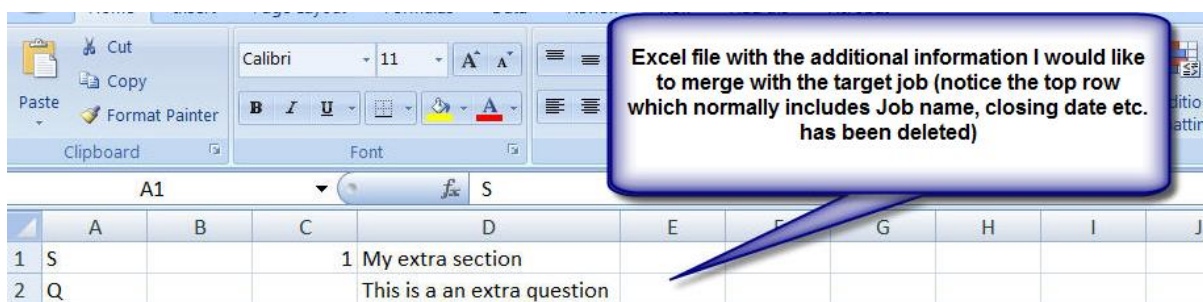 Cut
Calibri
11
A A
Copy
Paste
Format Painter
B I U
A
Clipboard
Font
Excel file with the additional information I would like
to merge with the target job (notice the top row
which normally includes Job name, closing date etc.
has been deleted)
A1
fx
S
A B C D E G H I J
1 S 1 My extra section
2 Q This is a an extra question